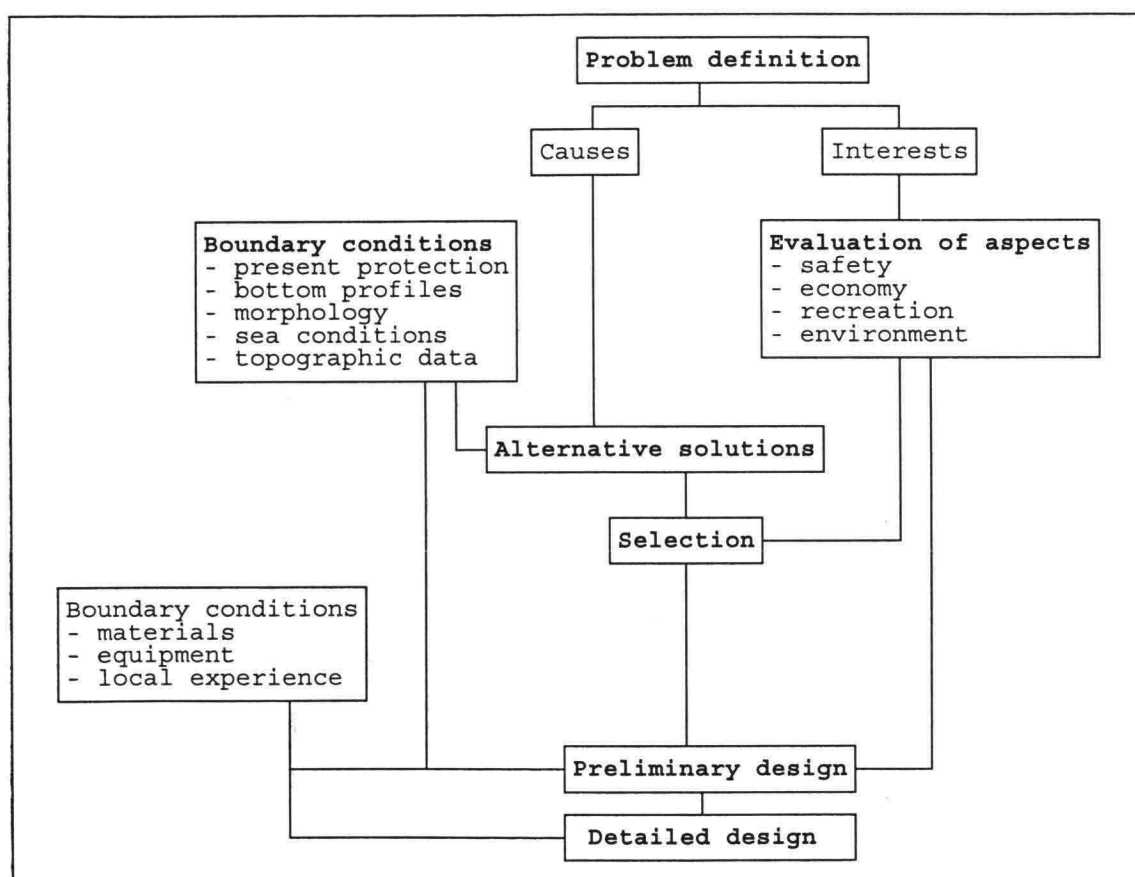 Problem definition
Causes
Interests
Boundary conditions
- present protection
- bottom profiles
- morphology
- sea conditions
- topographic data
Evaluation of aspects
- safety
- economy
- recreation
- environment
Alternative solutions
Selection
Boundary conditions
- materials
- equipment
- local experience
Preliminary design
Detailed design